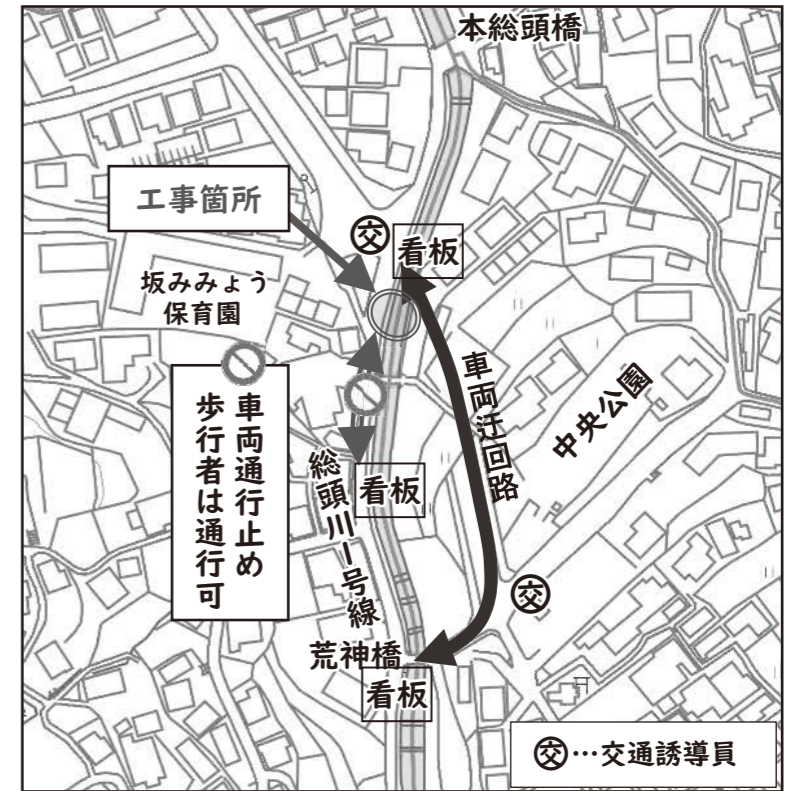 本総頭橋
工事箇所
交
看板
坂みみょう
保育園
車両通行止め
歩行者は通行可
車両迂回路
中央公園
看板
総頭川一号線
交
荒神橋
看板
交…交通誘導員